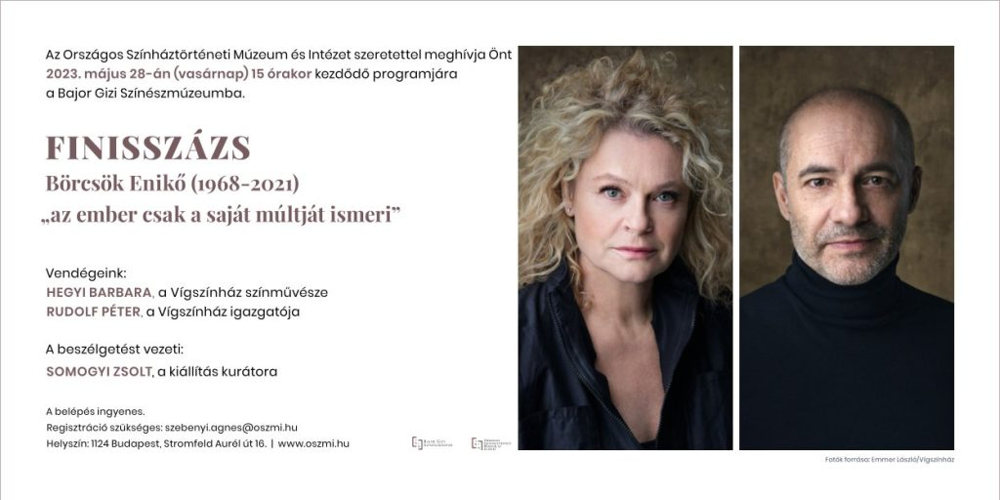 Az Országos Színháztörténeti Múzeum és Intézet szeretettel meghívja Önt
2023. május 28-án (vasárnap) 15 órakor kezdődő programjára
a Bajor Gizi Színészmúzeumba.
FINISSZÁZS
Börcsök Enikő (1968-2021)
„az ember csak a saját múltját ismeri”
Vendégeink:
HEGYI BARBARA, a Vígszínház színművésze
RUDOLF PÉTER, a Vígszínház igazgatója
A beszélgetést vezeti:
SOMOGYI ZSOLT, a kiállítás kurátora
A belépés ingyenes.
Regisztráció szükséges: szebenyi.agnes@oszmi.hu
Helyszín: 1124 Budapest, Stromfeld Aurél út 16. | www.oszmi.hu
Bajor Gizi
Színészmúzeum
Fotók forrása: Emmer László/Vígszínház